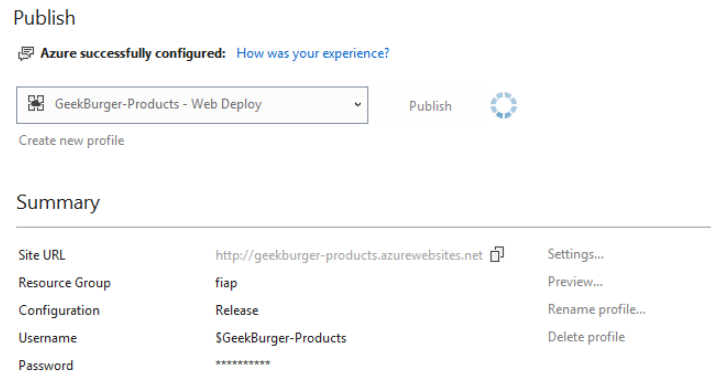 Publish
Azure successfully configured: How was your experience?
GeekBurger-Products - Web Deploy Publish
Create new profile
Summary
Site URL http://geekburger-products.azurewebsites.net Settings...
Resource Group fiap Preview...
Configuration Release Rename profile...
Username $GeekBurger-Products Delete profile
Password **********